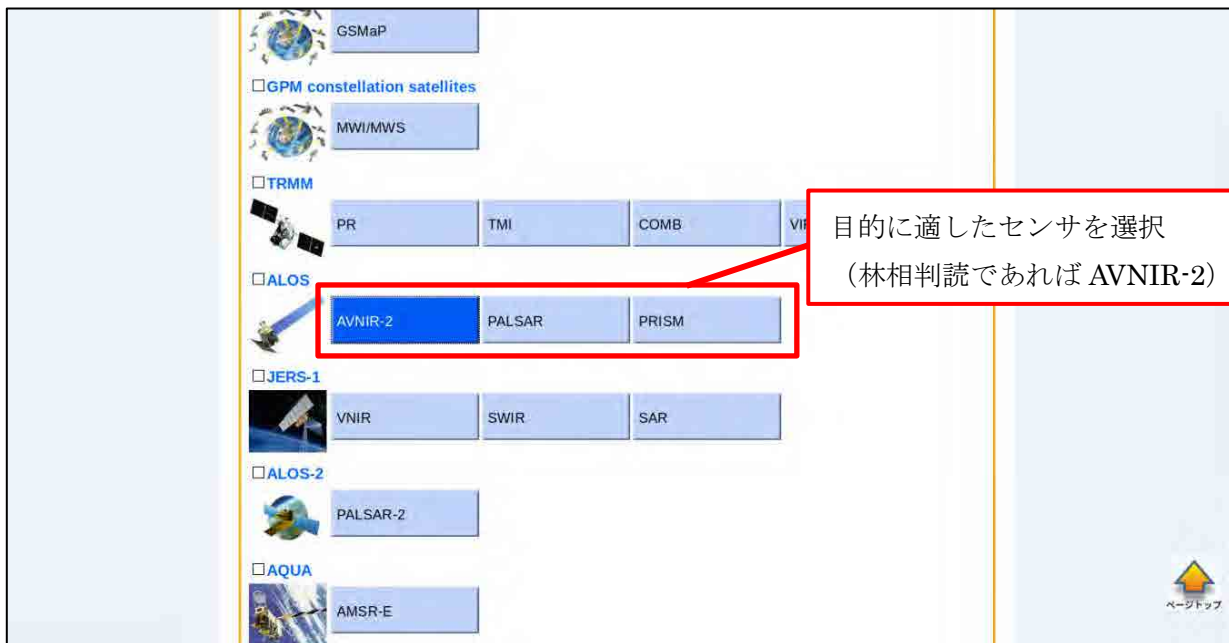 GSMaP
□GPM constellation satellites
MWI/MWS
□TRMM
PR TMI COMB
目的に適したセンサを選択
（林相判読であれば AVNIR-2）
□ALOS
AVNIR-2 PALSAR PRISM
□JERS-1
VNIR SWIR SAR
□ALOS-2
PALSAR-2
□AQUA
AMSR-E
ページトップ